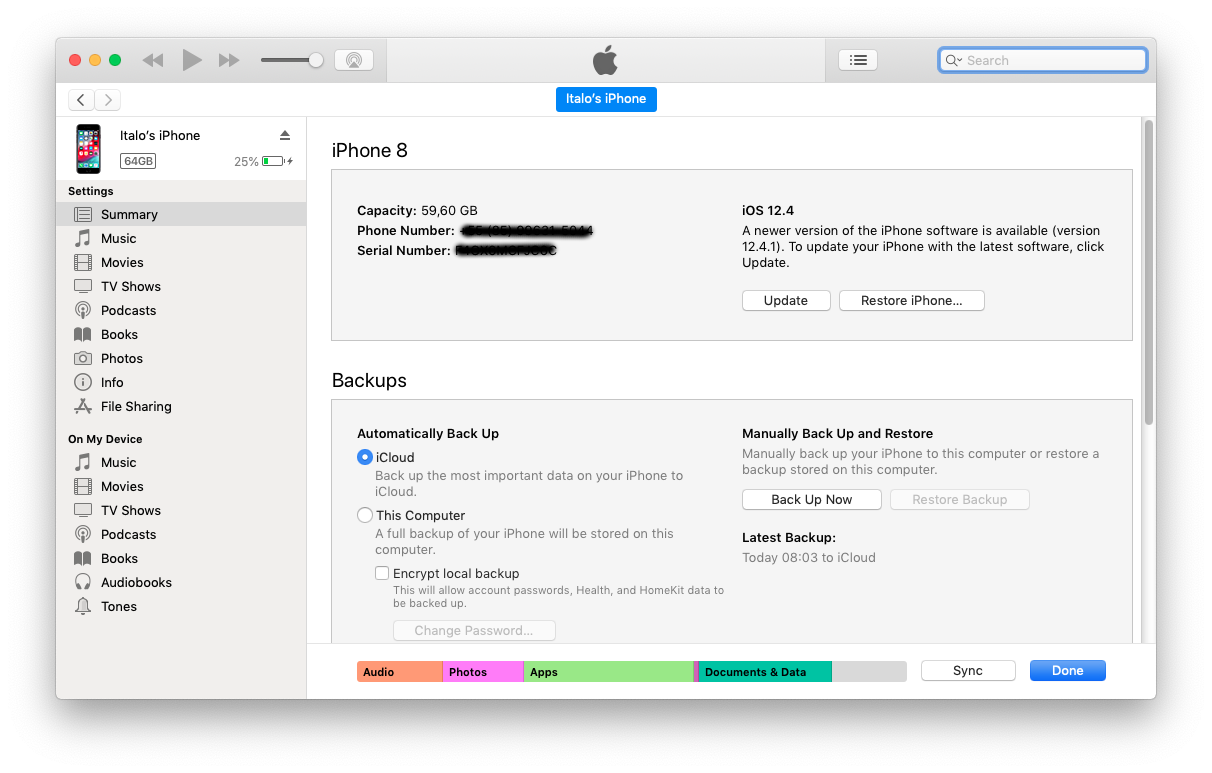 Search
Italo’s iPhone
Italo’s iPhone
64GB
25%
Settings
Summary
Music
Movies
TV Shows
Podcasts
Books
Photos
Info
File Sharing
On My Device
Music
Movies
TV Shows
Podcasts
Books
Audiobooks
Tones
iPhone 8
Capacity: 59,60 GB
Phone Number:
Serial Number:
iOS 12.4
A newer version of the iPhone software is available (version
12.4.1). To update your iPhone with the latest software, click
Update.
Update
Restore iPhone...
Backups
Automatically Back Up
iCloud
Back up the most important data on your iPhone to
iCloud.
This Computer
A full backup of your iPhone will be stored on this
computer.
Encrypt local backup
This will allow account passwords, Health, and HomeKit data to
be backed up.
Change Password...
Manually Back Up and Restore
Manually back up your iPhone to this computer or restore a
backup stored on this computer.
Back Up Now
Restore Backup
Latest Backup:
Today 08:03 to iCloud
Audio
Photos
Apps
Documents & Data
Sync
Done